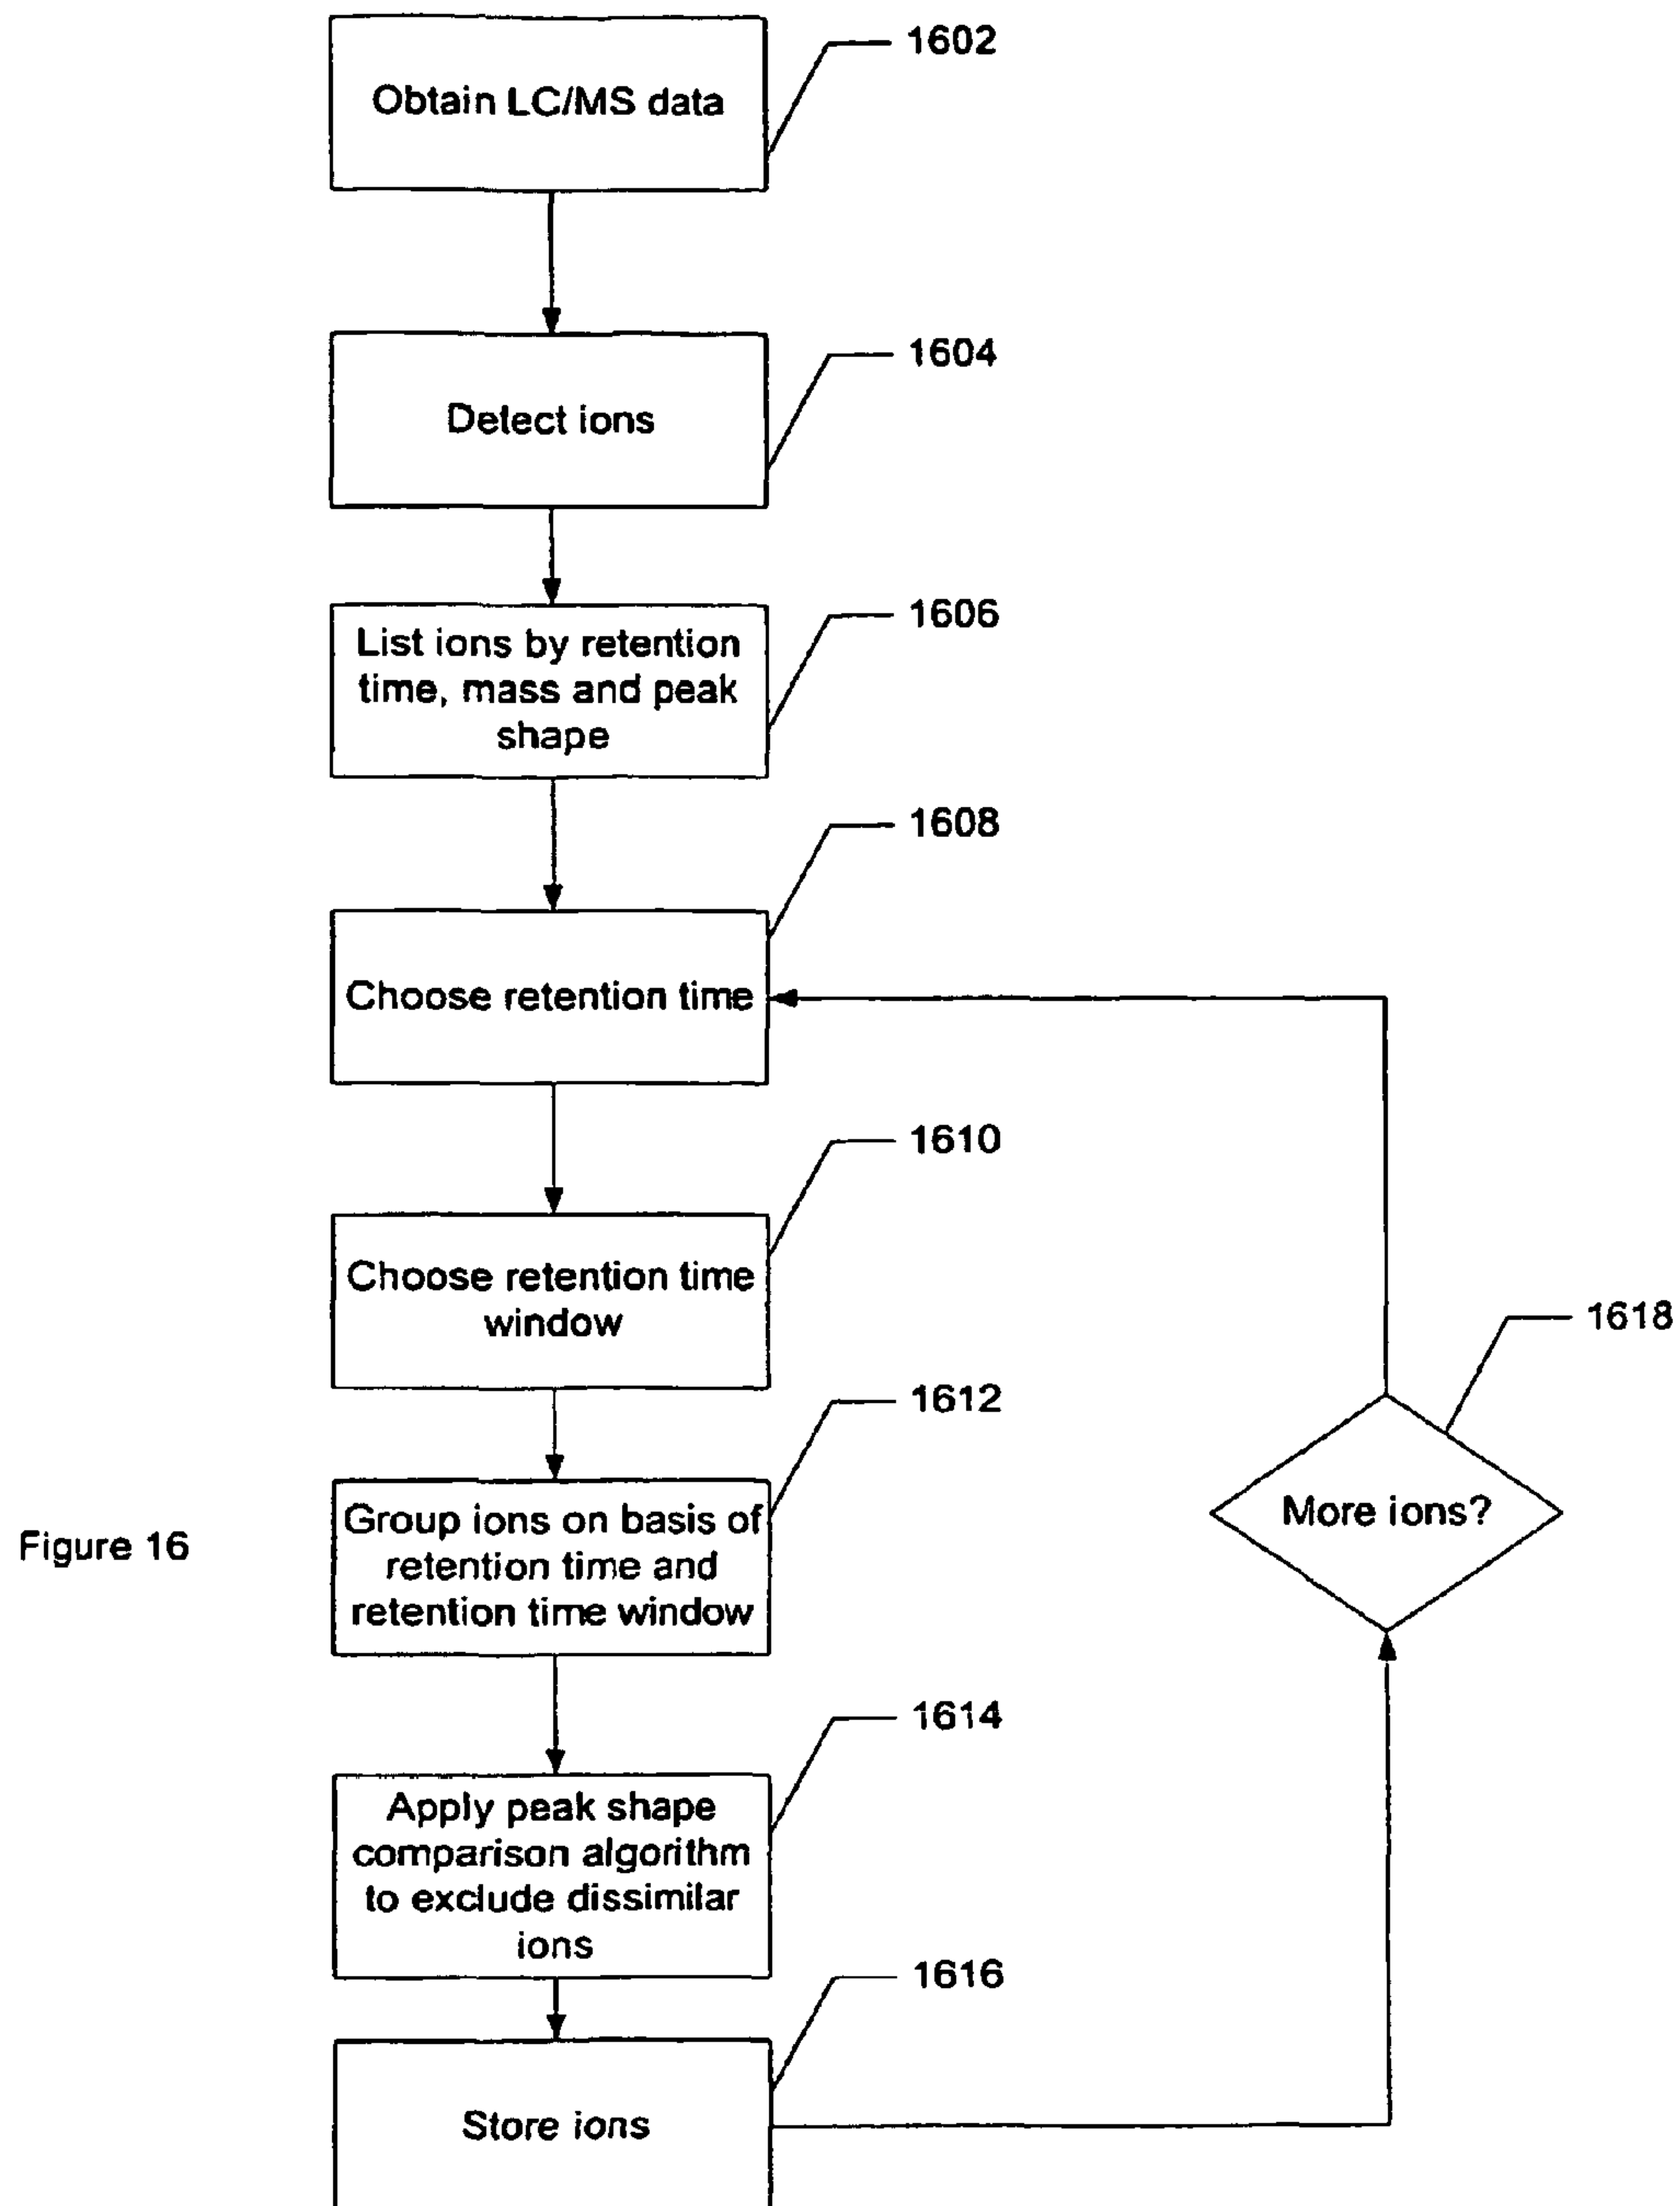 1602
Obtain LC/MS data
1604
Detect ions
1606
List ions by retention
time, mass and peak
shape
1608
Choose retention time
1610
Choose retention time
window
1618
1612
More ions?
Group ions on basis of
retention time and
retention time window
Figure 16
1614
Apply peak shape
comparison algorithm
to exclude dissimilar
ions
1616
Store ions